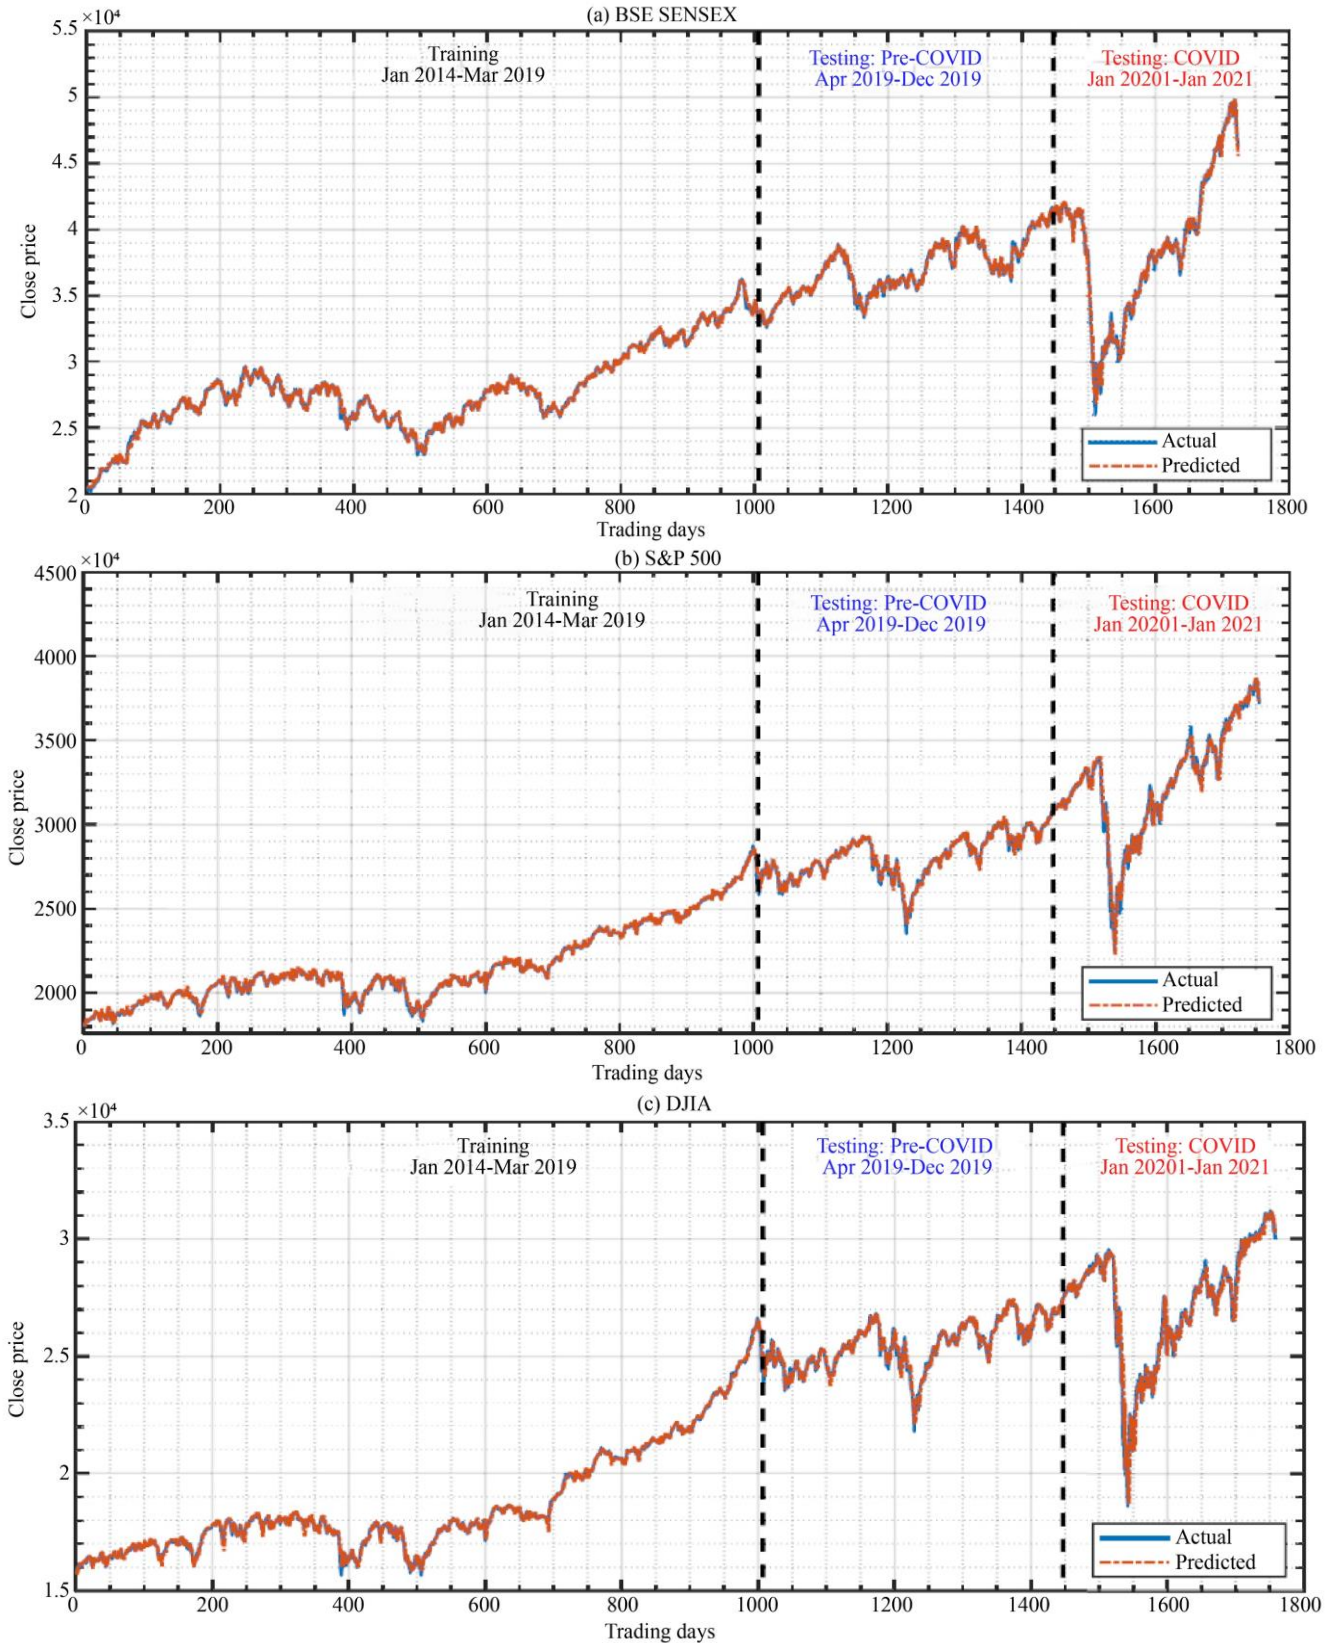 (a) BSE SENSEX
×10⁴
Training
Jan 2014-Mar 2019
Testing: Pre-COVID
Apr 2019-Dec 2019
Testing: COVID
Jan 20201-Jan 2021
5.5
5
4.5
4
3.5
3
2.5
2
Close price
Actual
Predicted
0 200 400 600 800 1000 1200 1400 1600 1800
Trading days
(b) S&P 500
×10⁴
Training
Jan 2014-Mar 2019
Testing: Pre-COVID
Apr 2019-Dec 2019
Testing: COVID
Jan 20201-Jan 2021
4500
4000
3500
3000
2500
2000
Close price
Actual
Predicted
0 200 400 600 800 1000 1200 1400 1600 1800
Trading days
(c) DJIA
×10⁴
Training
Jan 2014-Mar 2019
Testing: Pre-COVID
Apr 2019-Dec 2019
Testing: COVID
Jan 20201-Jan 2021
3.5
3
2.5
2
1.5
Close price
Actual
Predicted
0 200 400 600 800 1000 1200 1400 1600 1800
Trading days